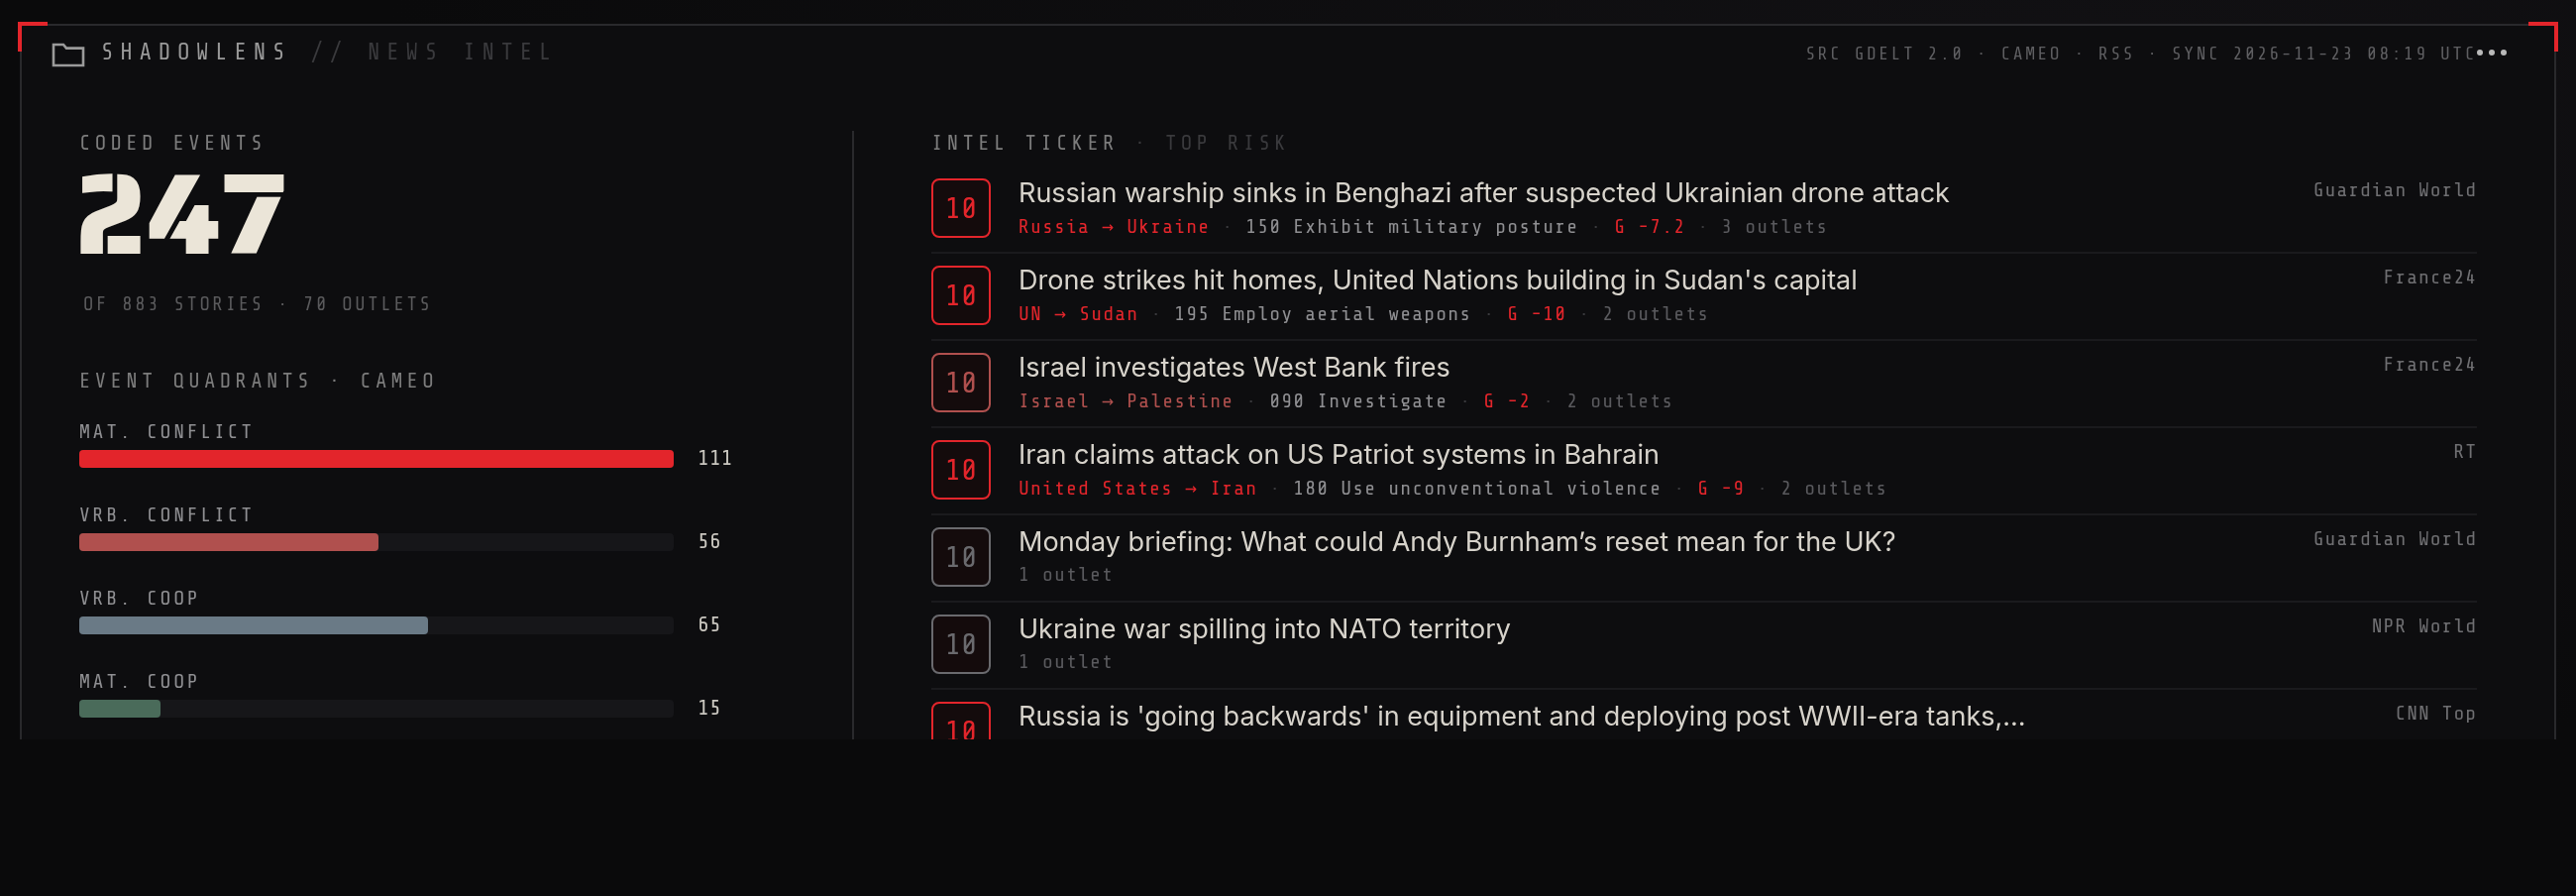 SHADOWLENS // NEWS INTEL
SRC GDELT 2.0 · CAMEO · RSS · SYNC 2026-11-23 08:19 UTC•••
CODED EVENTS
247
OF 883 STORIES · 70 OUTLETS
EVENT QUADRANTS · CAMEO
MAT. CONFLICT
111
VRB. CONFLICT
56
VRB. COOP
65
MAT. COOP
15
INTEL TICKER · TOP RISK
10 Russian warship sinks in Benghazi after suspected Ukrainian drone attack Guardian World
Russia → Ukraine · 150 Exhibit military posture · G -7.2 · 3 outlets
10 Drone strikes hit homes, United Nations building in Sudan's capital France24
UN → Sudan · 195 Employ aerial weapons · G -10 · 2 outlets
10 Israel investigates West Bank fires France24
Israel → Palestine · 090 Investigate · G -2 · 2 outlets
10 Iran claims attack on US Patriot systems in Bahrain RT
United States → Iran · 180 Use unconventional violence · G -9 · 2 outlets
10 Monday briefing: What could Andy Burnham’s reset mean for the UK? Guardian World
1 outlet
10 Ukraine war spilling into NATO territory NPR World
1 outlet
10 Russia is 'going backwards' in equipment and deploying post WWII-era tanks,... CNN Top